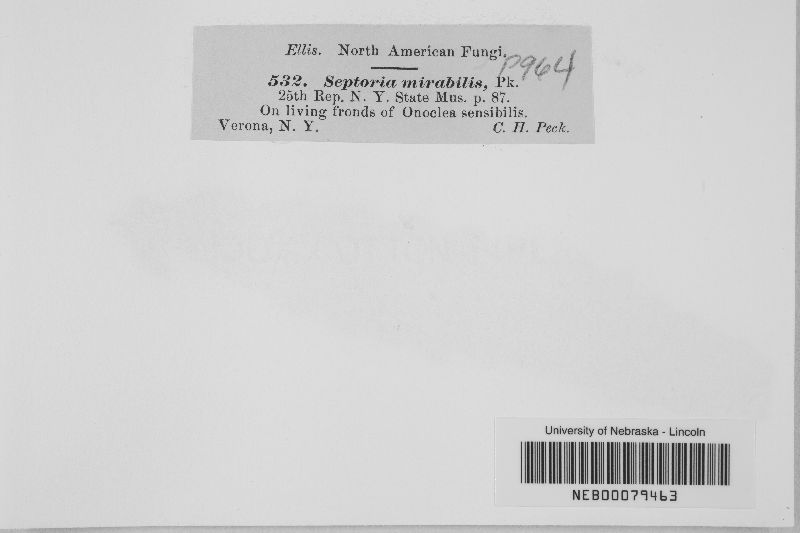 Ellis. North American Fungi.
p964
532. Septoria mirabilis, Pk.
25th Rep. N. Y. State Mus. p. 87.
On living fronds of Onoclea sensibilis.
Verona, N. Y. C. H. Peck.
University of Nebraska - Lincoln
NEB00079463